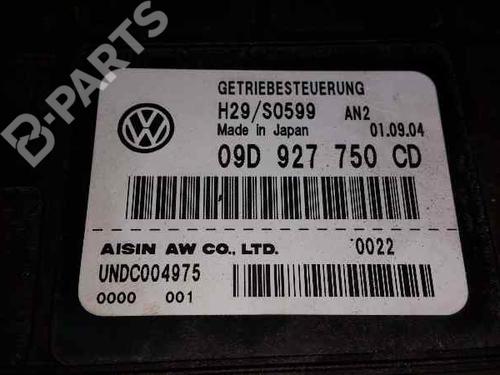 B-PARTS
GETRIEBESTEUERUNG
H29/S0599 AN2
Made in Japan 01.09.04
09D 927 750 CD
AISIN AW CO., LTD. 0022
UNDC004975
0000 001